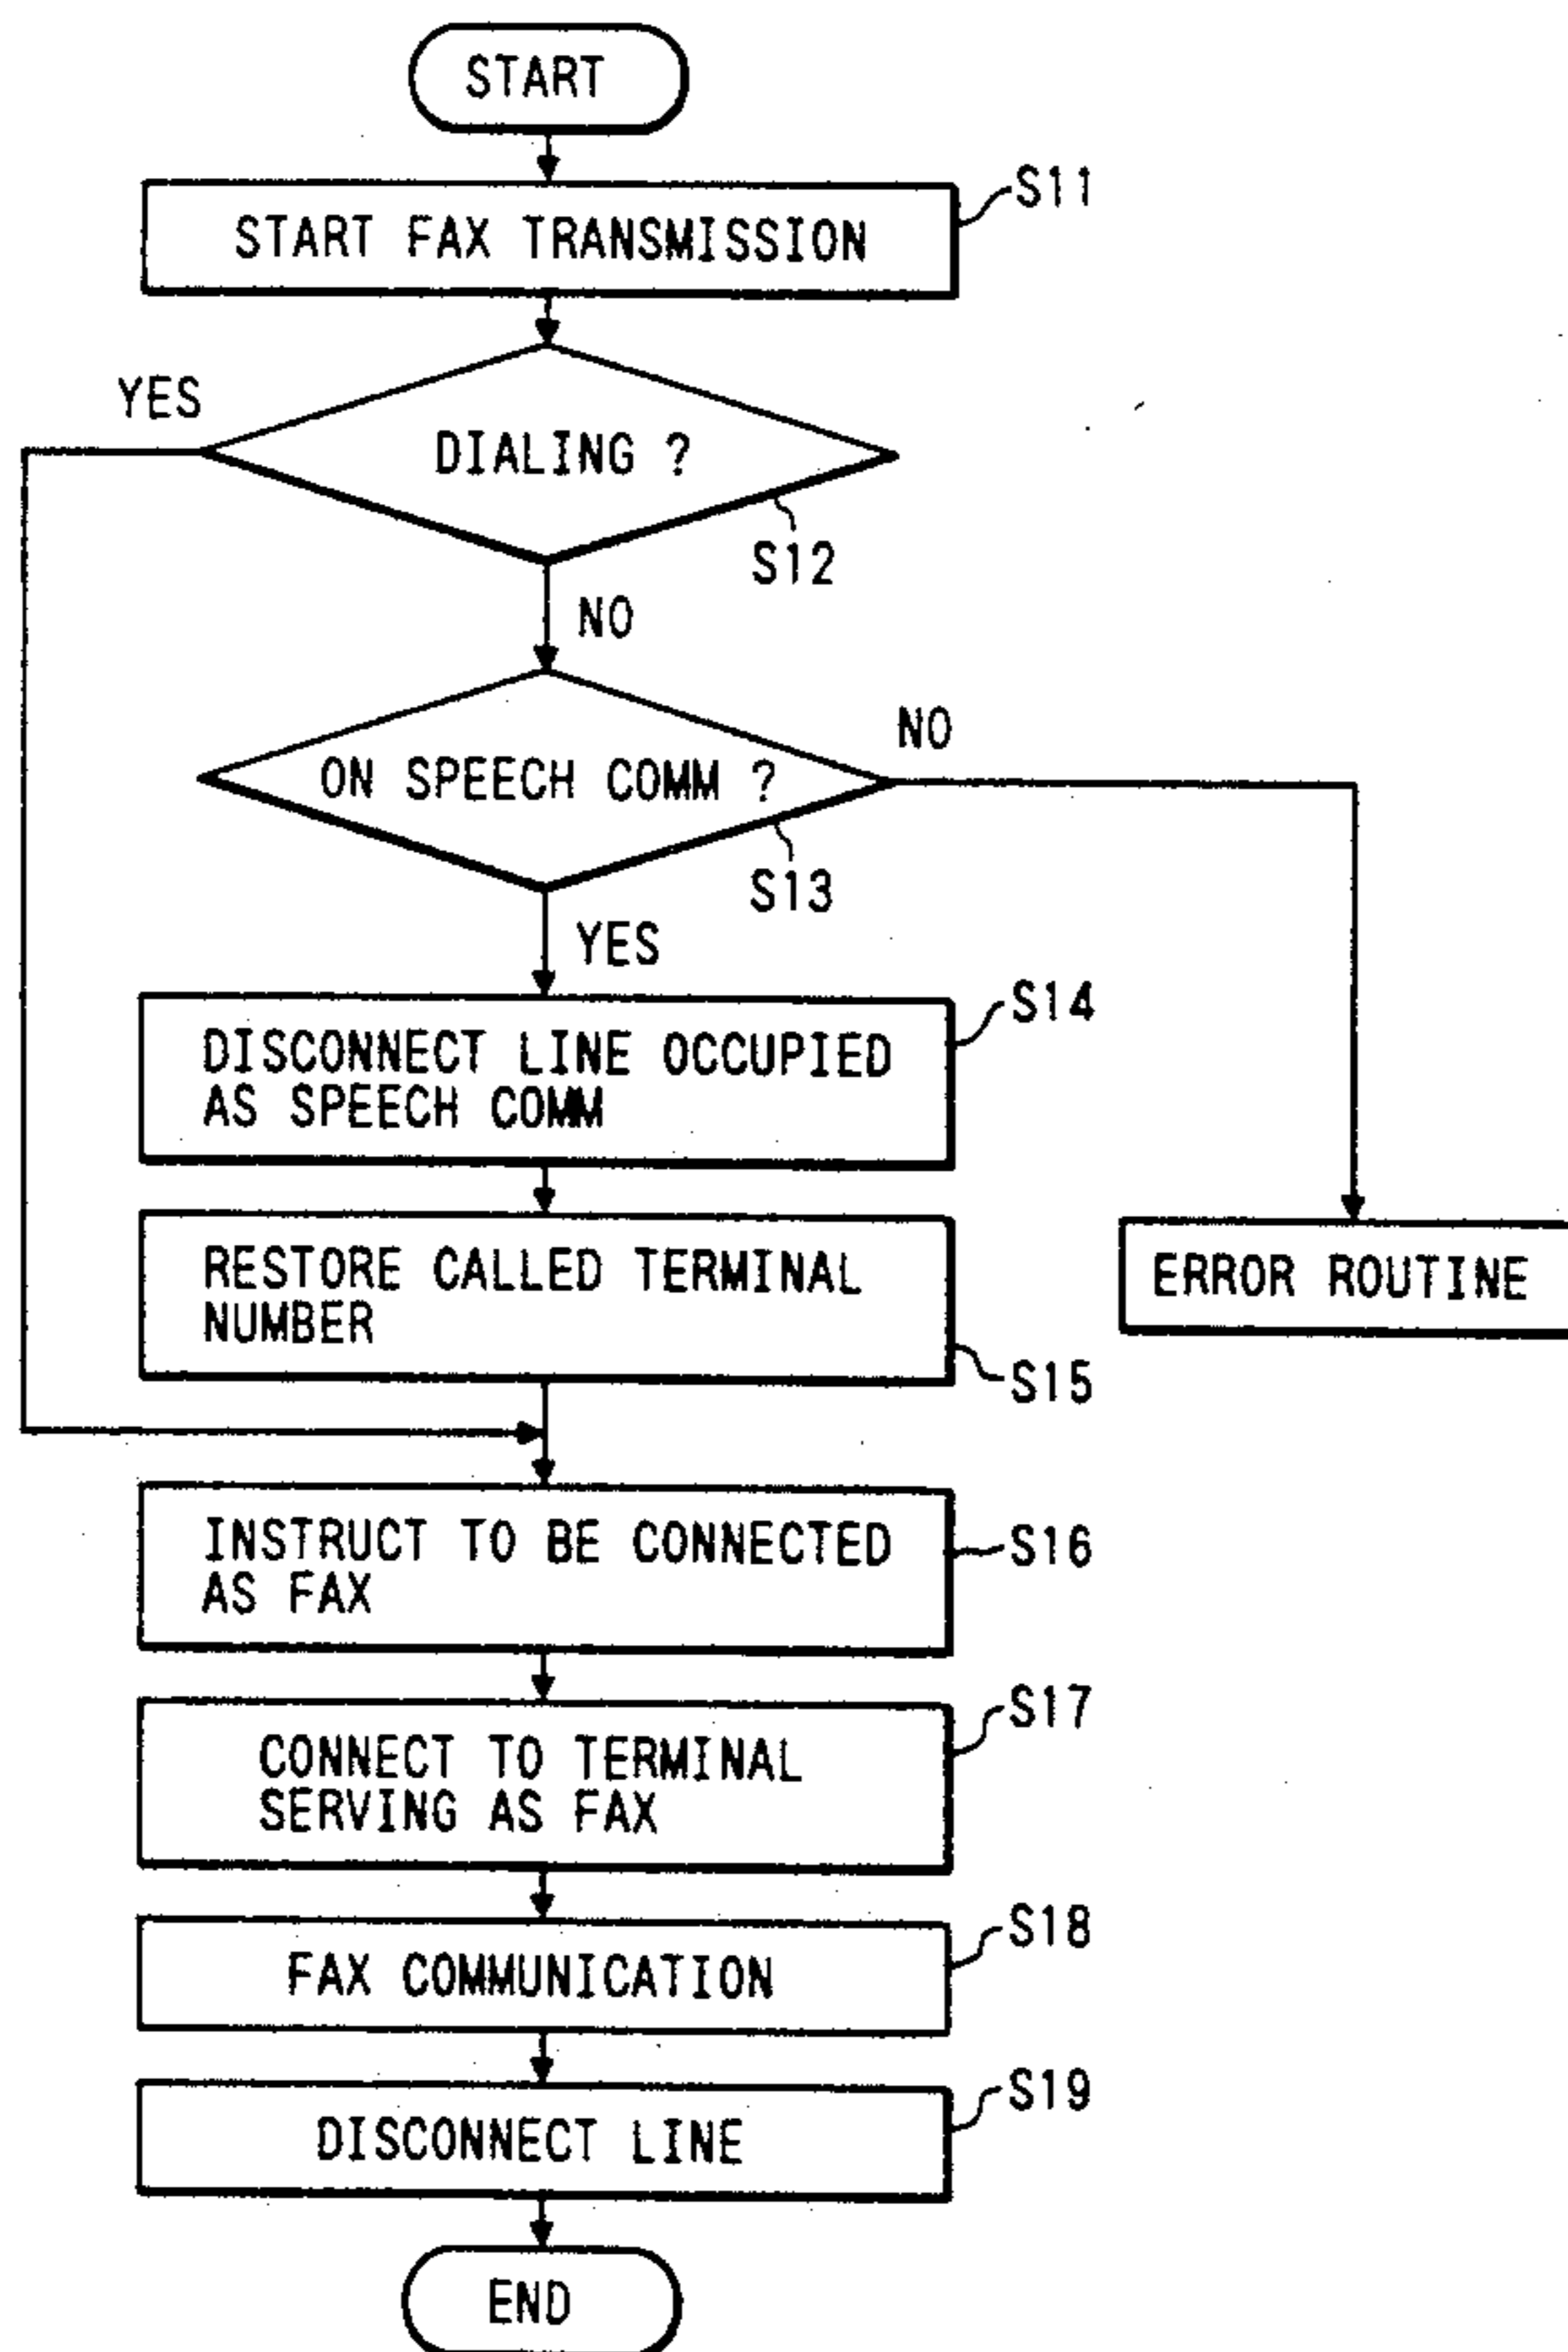 START
START FAX TRANSMISSION
S11
YES
DIALING ?
S12
NO
ON SPEECH COMM ?
NO
S13
YES
DISCONNECT LINE OCCUPIED
AS SPEECH COMM
S14
RESTORE CALLED TERMINAL
NUMBER
S15
ERROR ROUTINE
INSTRUCT TO BE CONNECTED
AS FAX
S16
CONNECT TO TERMINAL
SERVING AS FAX
S17
FAX COMMUNICATION
S18
DISCONNECT LINE
S19
END